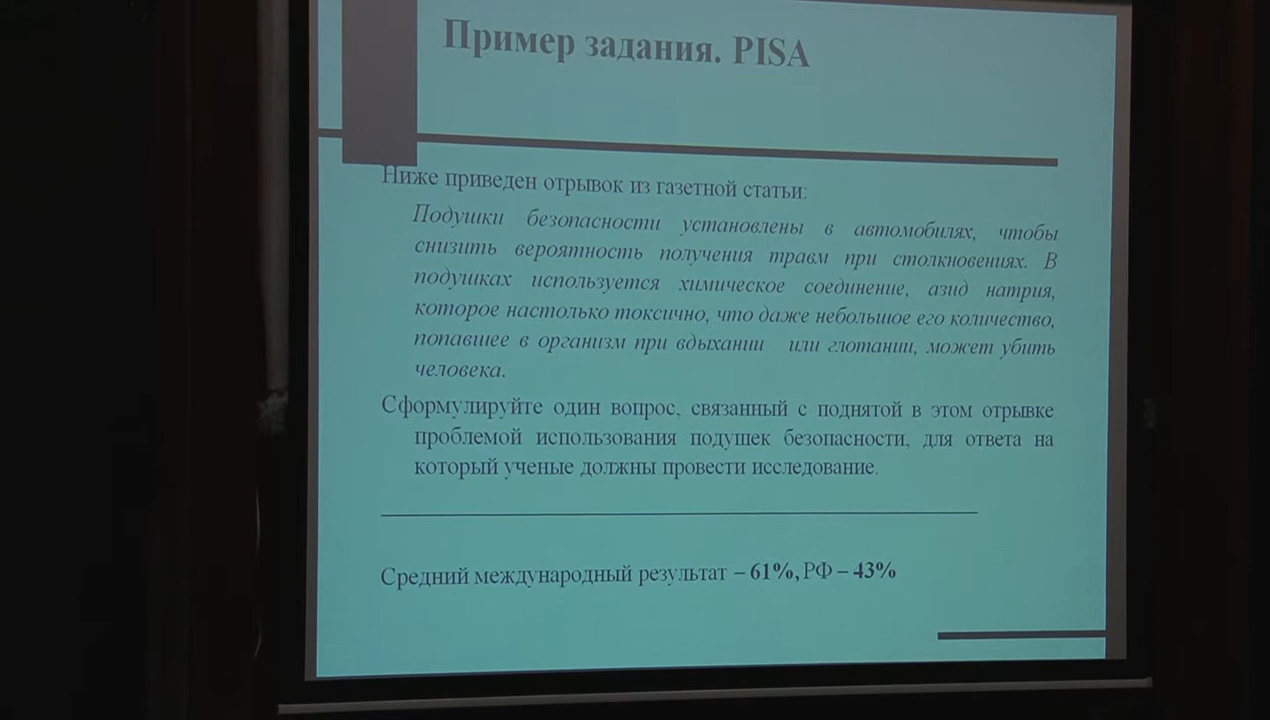 Пример задания. PISA
Ниже приведен отрывок из газетной статьи:
Подушки безопасности установлены в автомобилях, чтобы
снизить вероятность получения травм при столкновениях. В
подушках используется химическое соединение, азид натрия,
которое настолько токсично, что даже небольшое его количество,
попавшее в организм при вдыхании или глотании, может убить
человека.
Сформулируйте один вопрос, связанный с поднятой в этом отрывке
проблемой использования подушек безопасности, для ответа на
который ученые должны провести исследование.
Средний международный результат – 61%, РФ – 43%